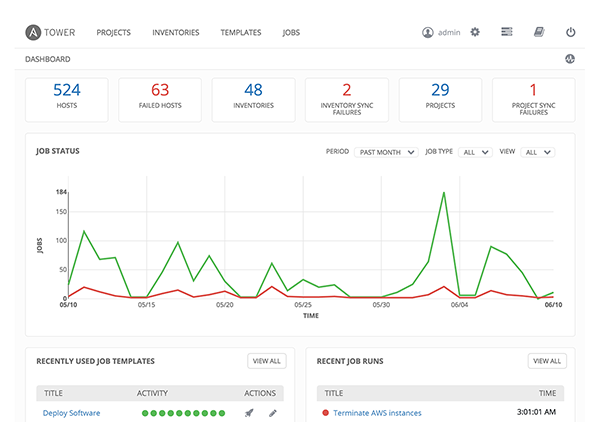 A TOWER PROJECTS INVENTORIES TEMPLATES JOBS admin
DASHBOARD
524 63 48 2 29 1
HOSTS FAILED HOSTS INVENTORIES INVENTORY SYNC FAILURES PROJECTS PROJECT SYNC FAILURES
JOB STATUS PERIOD PAST MONTH JOB TYPE ALL VIEW ALL
184
150
100
50
0
JOBS
05/10 05/15 05/20 05/25 05/30 06/04 06/10
TIME
RECENTLY USED JOB TEMPLATES VIEW ALL
TITLE ACTIVITY ACTIONS
Deploy Software
RECENT JOB RUNS VIEW ALL
TITLE TIME
Terminate AWS instances 3:01:01 AM